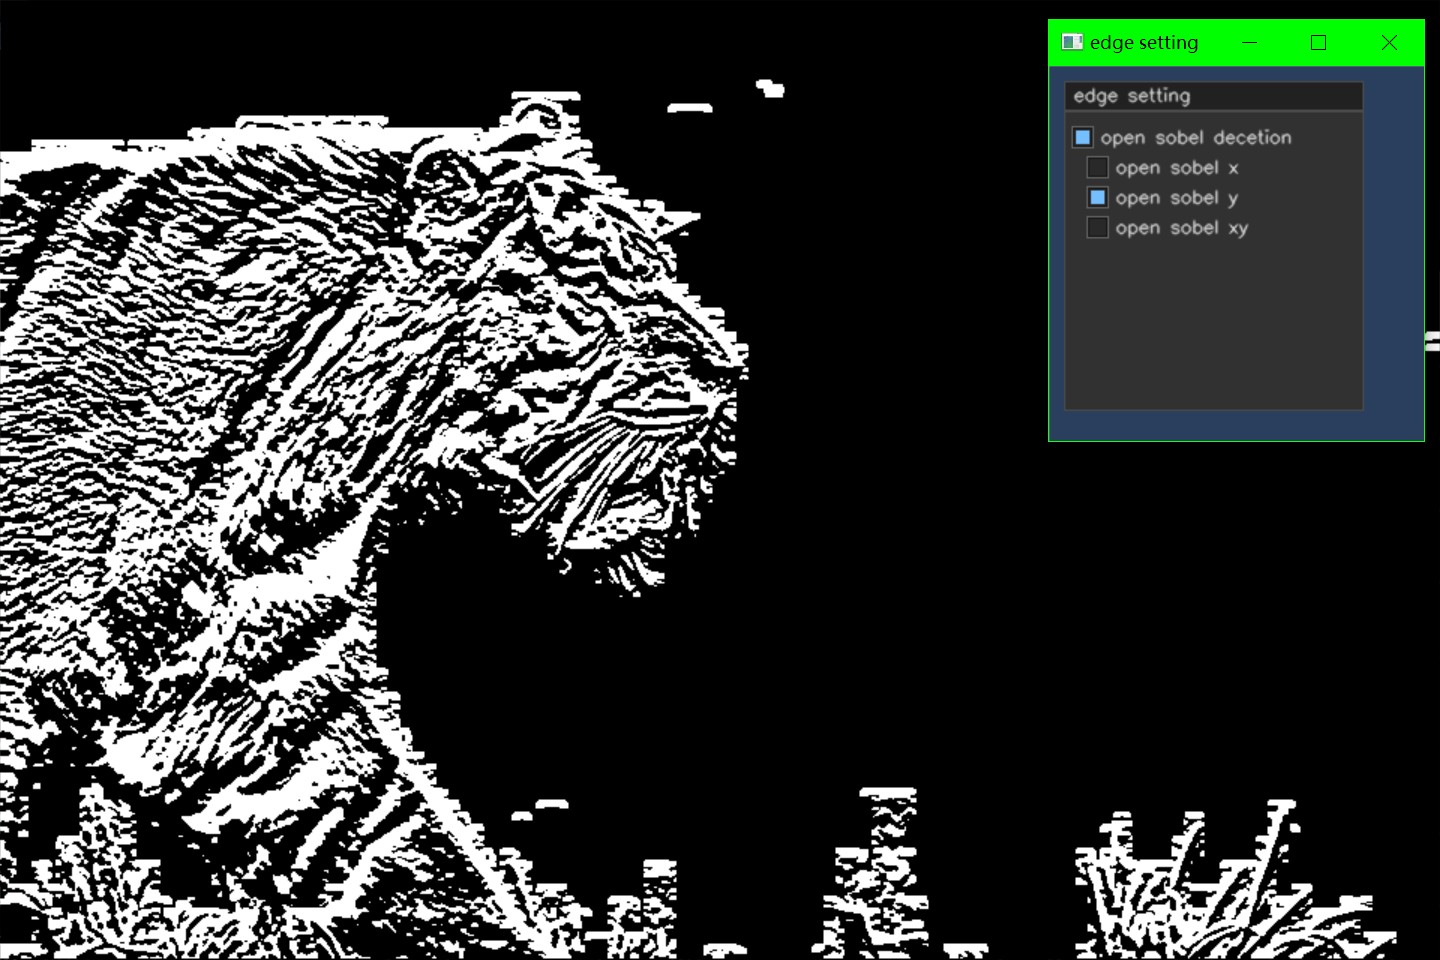 edge setting
edge setting
open sobel decetion
open sobel x
open sobel y
open sobel xy